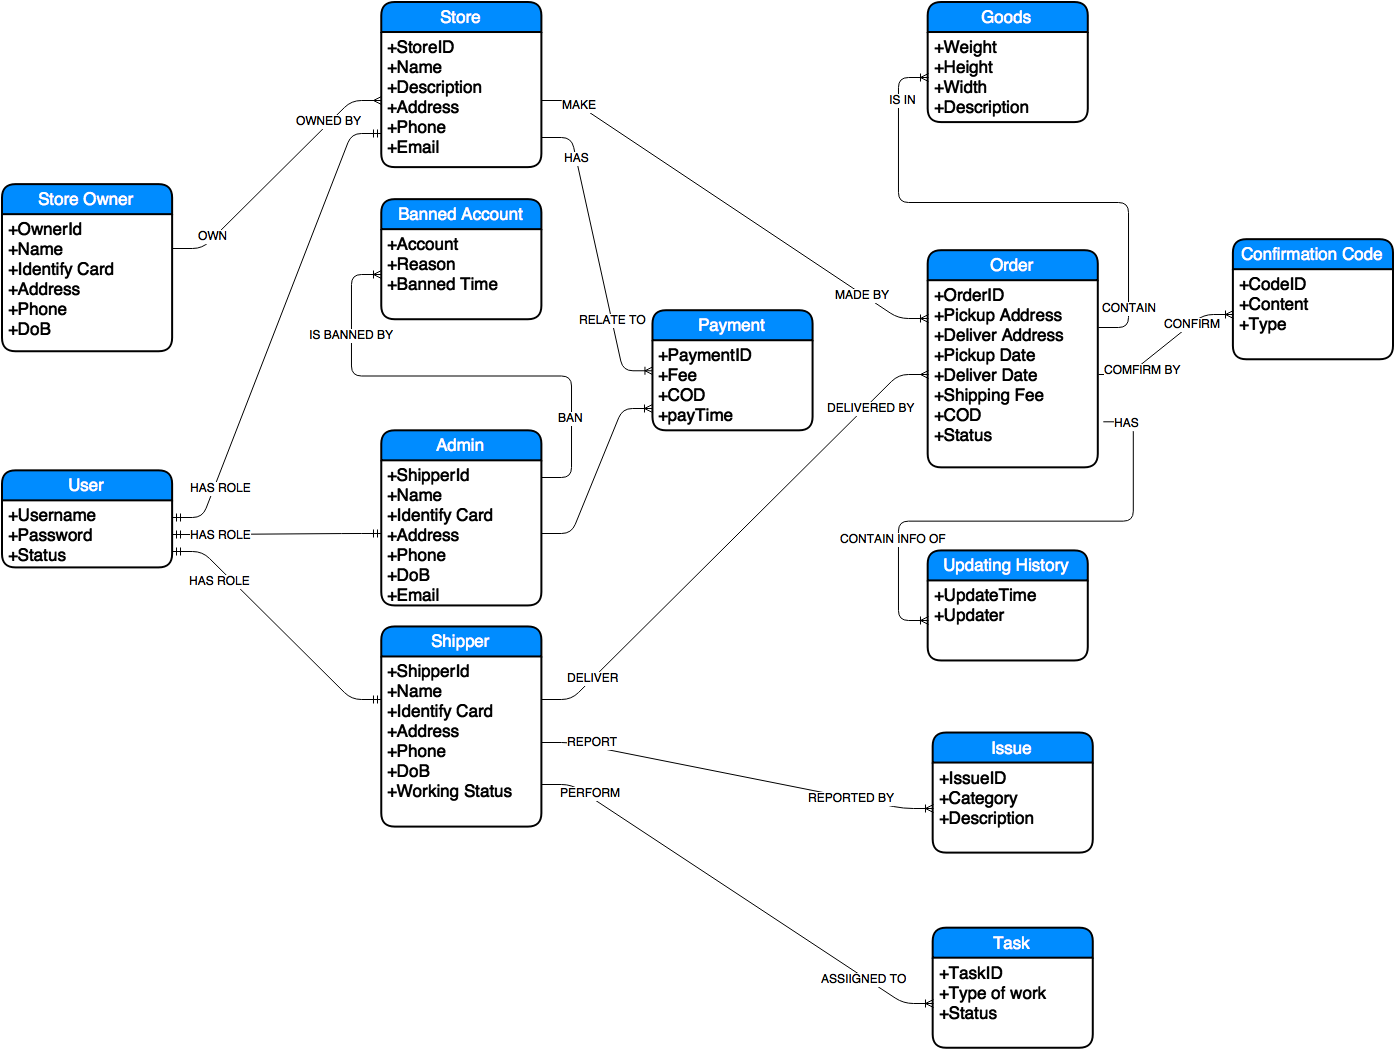 Store
+StoreID
+Name
+Description
+Address
+Phone
+Email
Goods
+Weight
+Height
+Width
+Description
IS IN
MAKE
OWNED BY
HAS
Store Owner
+OwnerId
+Name
+Identify Card
+Address
+Phone
+DoB
OWN
Banned Account
+Account
+Reason
+Banned Time
IS BANNED BY
BAN
RELATE TO
MADE BY
Payment
+PaymentID
+Fee
+COD
+payTime
Order
+OrderID
+Pickup Address
+Deliver Address
+Pickup Date
+Deliver Date
+Shipping Fee
+COD
+Status
CONTAIN
CONFIRM
COMFIRM BY
HAS
Confirmation Code
+CodeID
+Content
+Type
DELIVERED BY
User
+Username
+Password
+Status
HAS ROLE
HAS ROLE
HAS ROLE
Admin
+ShipperId
+Name
+Identify Card
+Address
+Phone
+DoB
+Email
CONTAIN INFO OF
Updating History
+UpdateTime
+Updater
Shipper
+ShipperId
+Name
+Identify Card
+Address
+Phone
+DoB
+Working Status
DELIVER
REPORT
PERFORM
REPORTED BY
Issue
+IssueID
+Category
+Description
ASSIIGNED TO
Task
+TaskID
+Type of work
+Status